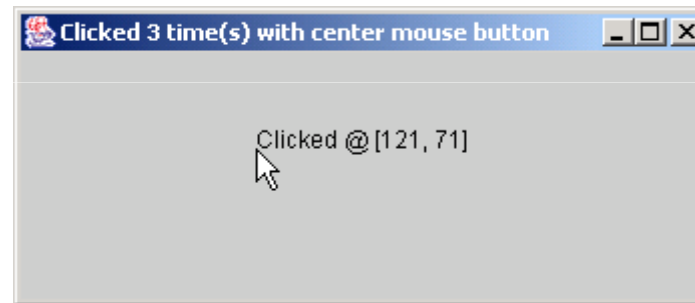 Clicked 3 time(s) with center mouse button
Clicked @ [121, 71]